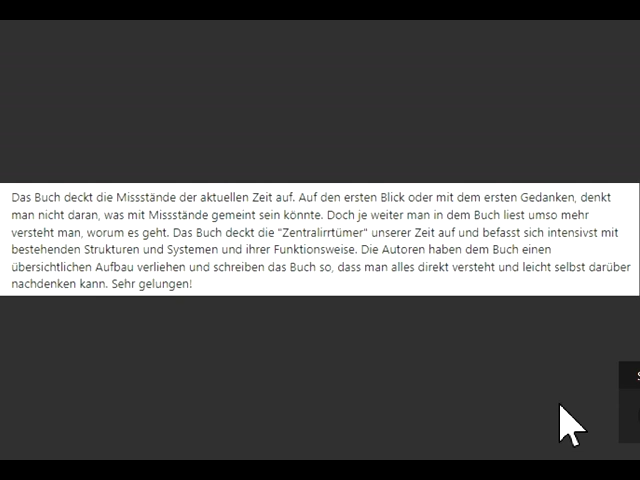 Das Buch deckt die Missstände der aktuellen Zeit auf. Auf den ersten Blick oder mit dem ersten Gedanken, denkt
man nicht daran, was mit Missstände gemeint sein könnte. Doch je weiter man in dem Buch liest umso mehr
versteht man, worum es geht. Das Buch deckt die "Zentralirrtümer" unserer Zeit auf und befasst sich intensivst mit
bestehenden Strukturen und Systemen und ihrer Funktionsweise. Die Autoren haben dem Buch einen
übersichtlichen Aufbau verliehen und schreiben das Buch so, dass man alles direkt versteht und leicht selbst darüber
nachdenken kann. Sehr gelungen!